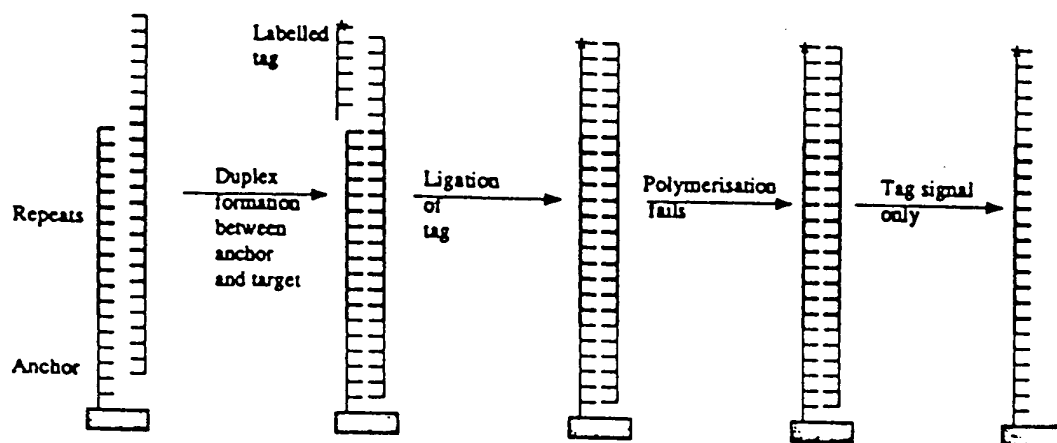 Labelled
tag
Repeats
Anchor
Duplex
formation
between
anchor
and target
Ligation
of
tag
Polymerisation
fails
Tag signal
only